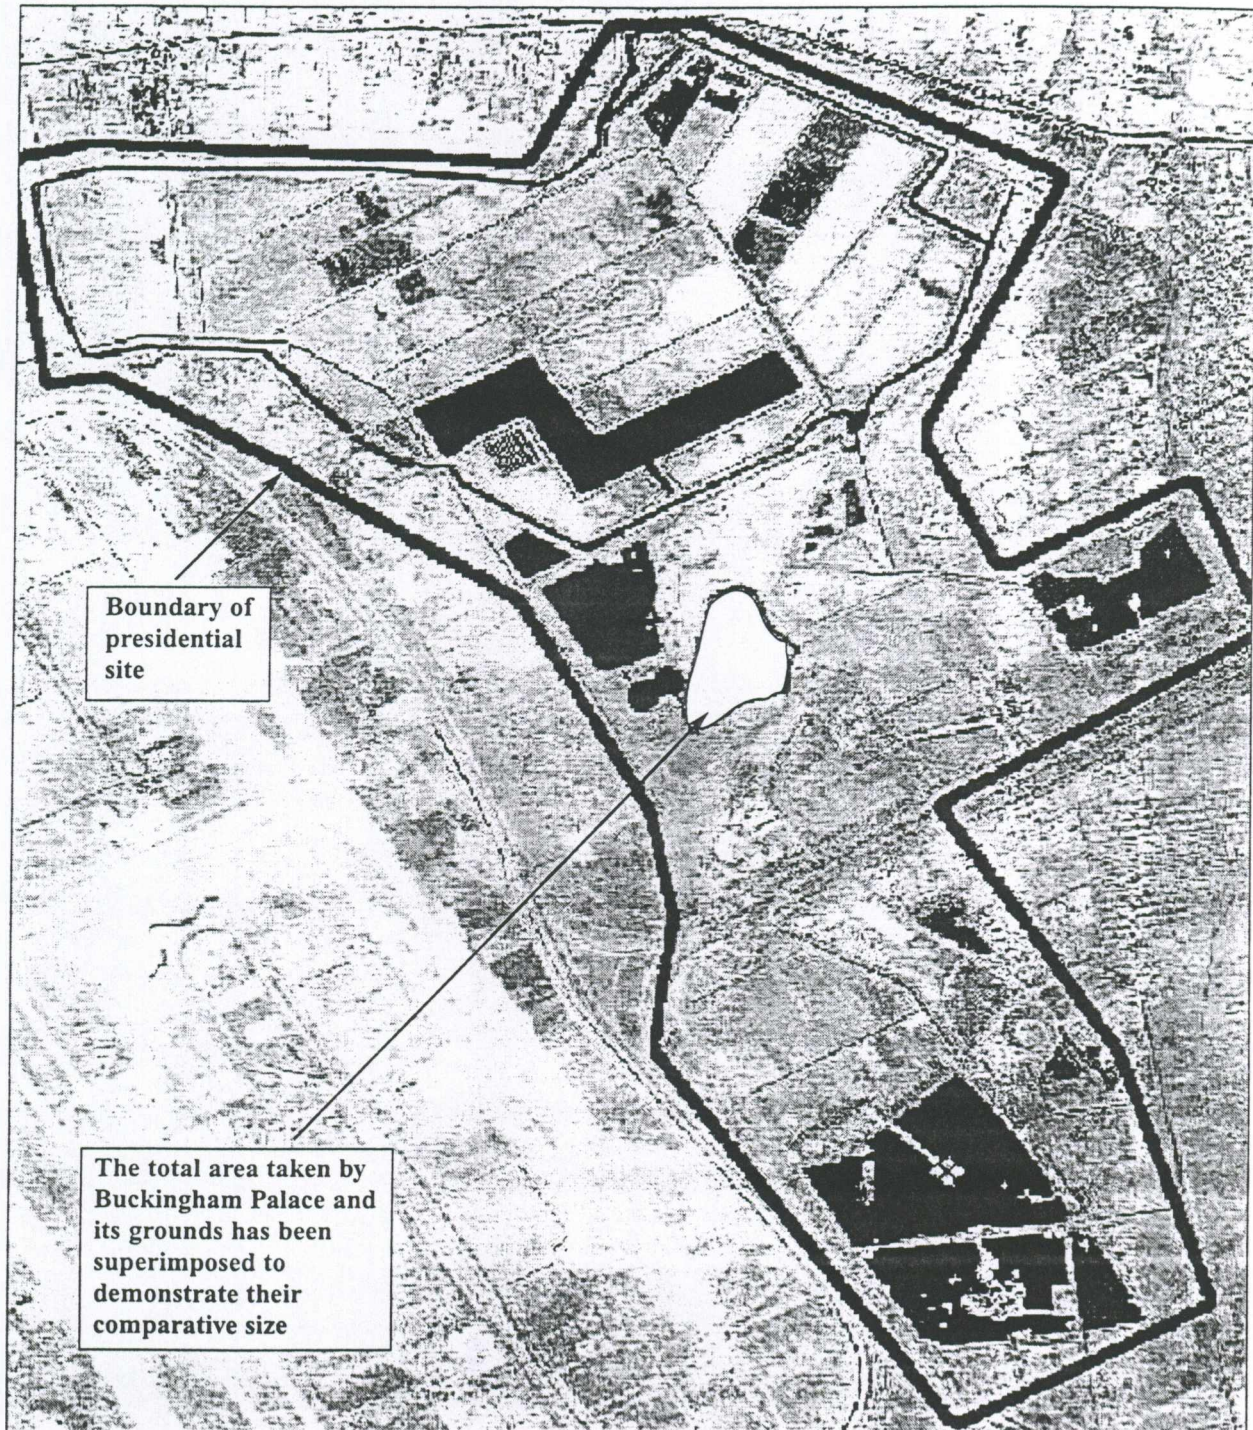 Boundary of
presidential
site
The total area taken by
Buckingham Palace and
its grounds has been
superimposed to
demonstrate their
comparative size